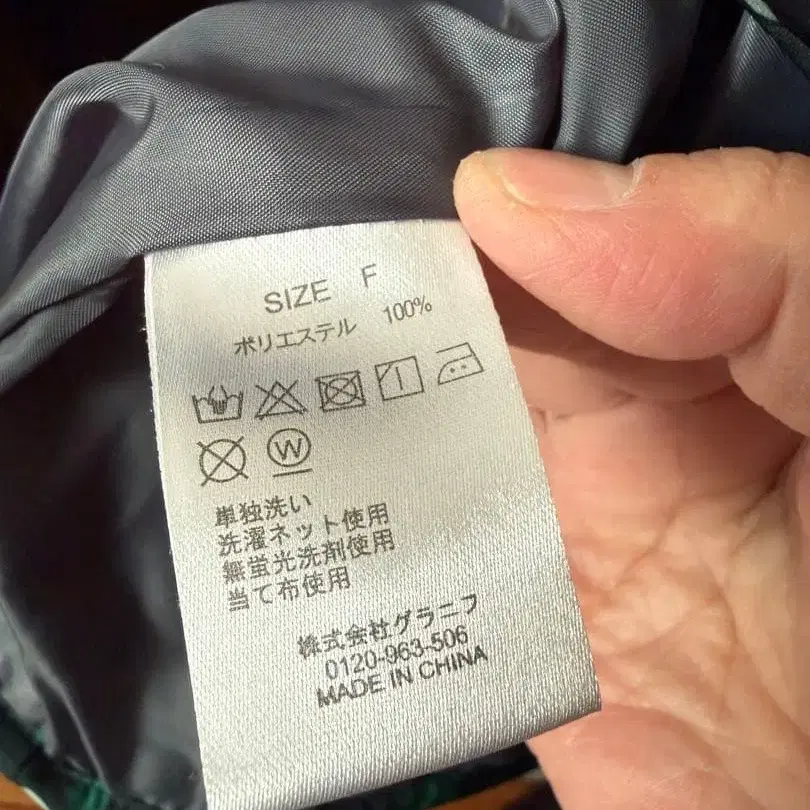 SIZE F
ポリエステル 100%
W
単独洗い
洗濯ネット使用
無蛍光洗剤使用
当て布使用
株式会社グラニフ
0120-963-506
MADE IN CHINA